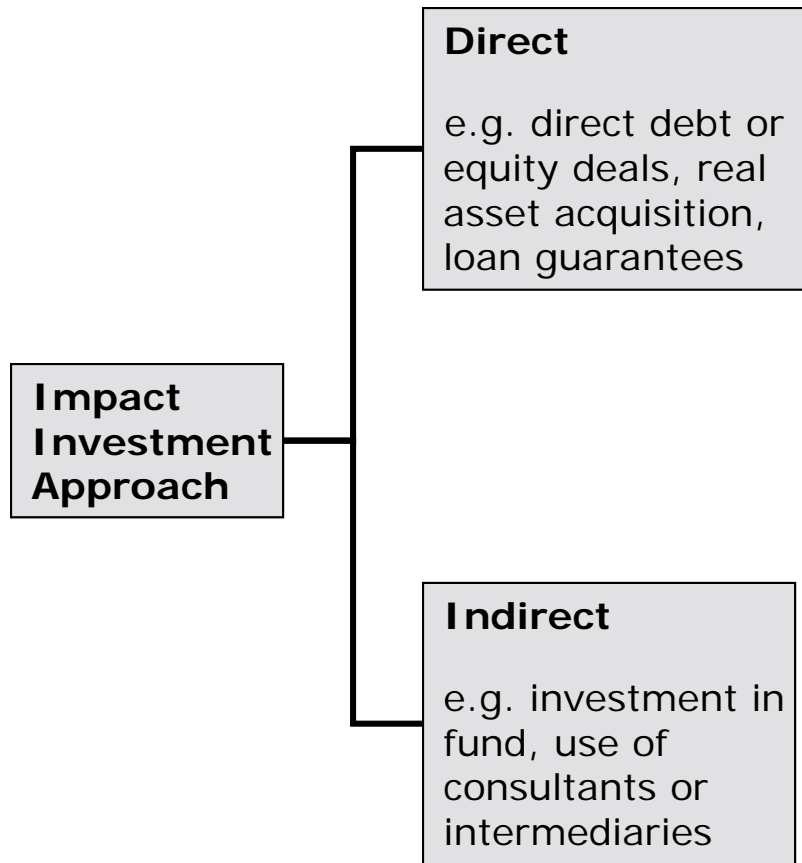 Direct
e.g. direct debt or
equity deals, real
asset acquisition,
loan guarantees
Impact
Investment
Approach
Indirect
e.g. investment in
fund, use of
consultants or
intermediaries